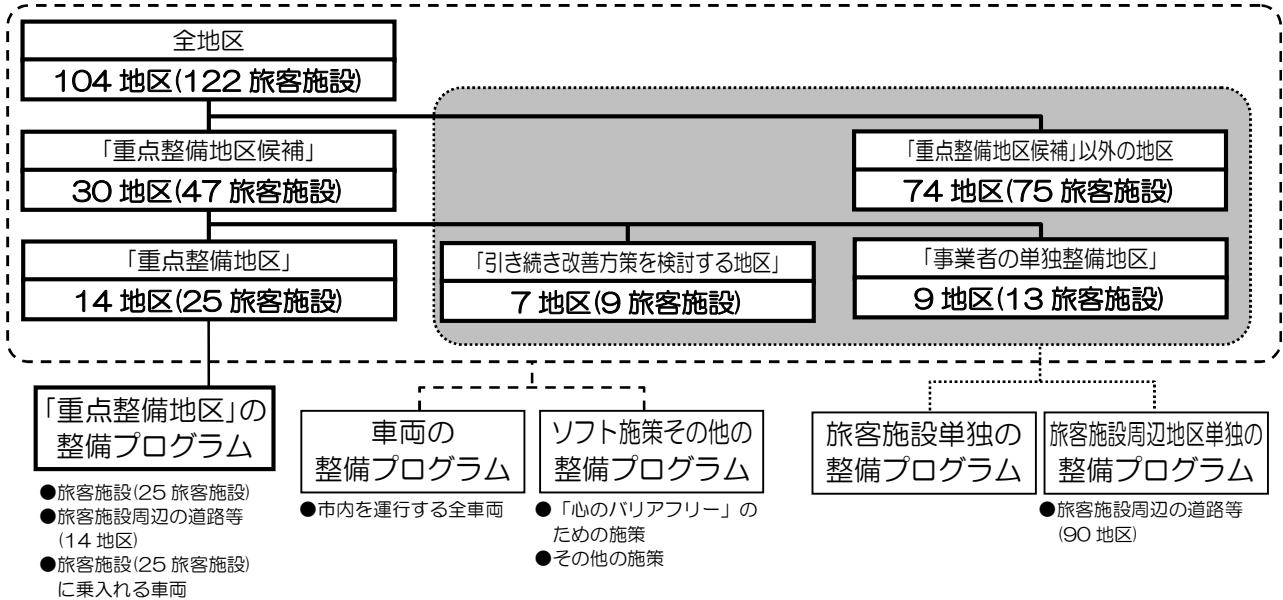 全地区
104 地区(122 旅客施設)
「重点整備地区候補」
30 地区(47 旅客施設)
「重点整備地区候補」以外の地区
74 地区(75 旅客施設)
「重点整備地区」
14 地区(25 旅客施設)
「引き続き改善方策を検討する地区」
7 地区(9 旅客施設)
「事業者の単独整備地区」
9 地区(13 旅客施設)
「重点整備地区」の
整備プログラム
●旅客施設(25 旅客施設)
●旅客施設周辺の道路等
(14 地区)
●旅客施設(25 旅客施設)
に乗入れる車両
車両の
整備プログラム
●市内を運行する全車両
ソフト施策その他の
整備プログラム
●「心のバリアフリー」の
ための施策
●その他の施策
旅客施設単独の
整備プログラム
旅客施設周辺地区単独の
整備プログラム
●旅客施設周辺の道路等
(90 地区)